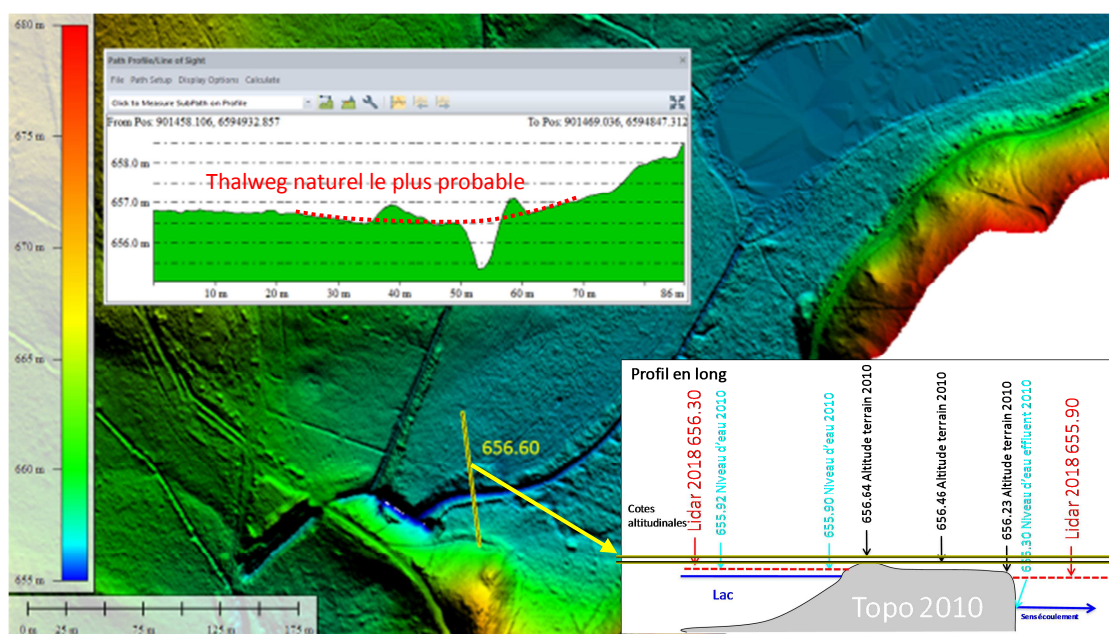 680 m
675 m
670 m
665 m
660 m
655 m
Path Profile/Line of Sight
File Path Setup Display Options Calculate
Click to Measure SubPath on Profile
From Pos: 901458.106, 6594932.857
To Pos: 901469.036, 6594847.312
658.0 m
657.0 m
656.0 m
Thalweg naturel le plus probable
10 m 20 m 30 m 40 m 50 m 60 m 70 m 86 m
656.60
0 m 25 m 75 m 125 m 175 m
Profil en long
Cotes
altitudinales
Lidar 2018 656.30
655.92 Niveau d'eau 2010
655.90 Niveau d'eau 2010
656.64 Altitude terrain 2010
656.46 Altitude terrain 2010
656.23 Altitude terrain 2010
655.30 Niveau d'eau effluent 2010
Lidar 2018 655.90
Lac
Topo 2010
Sens écoulement